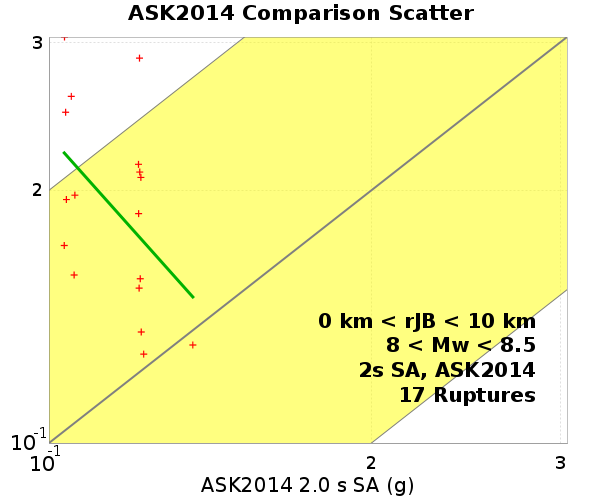 ASK2014 Comparison Scatter
3
2
10-1
0 km < rJB < 10 km
8 < Mw < 8.5
2s SA, ASK2014
17 Ruptures
10-1 2 3
ASK2014 2.0 s SA (g)